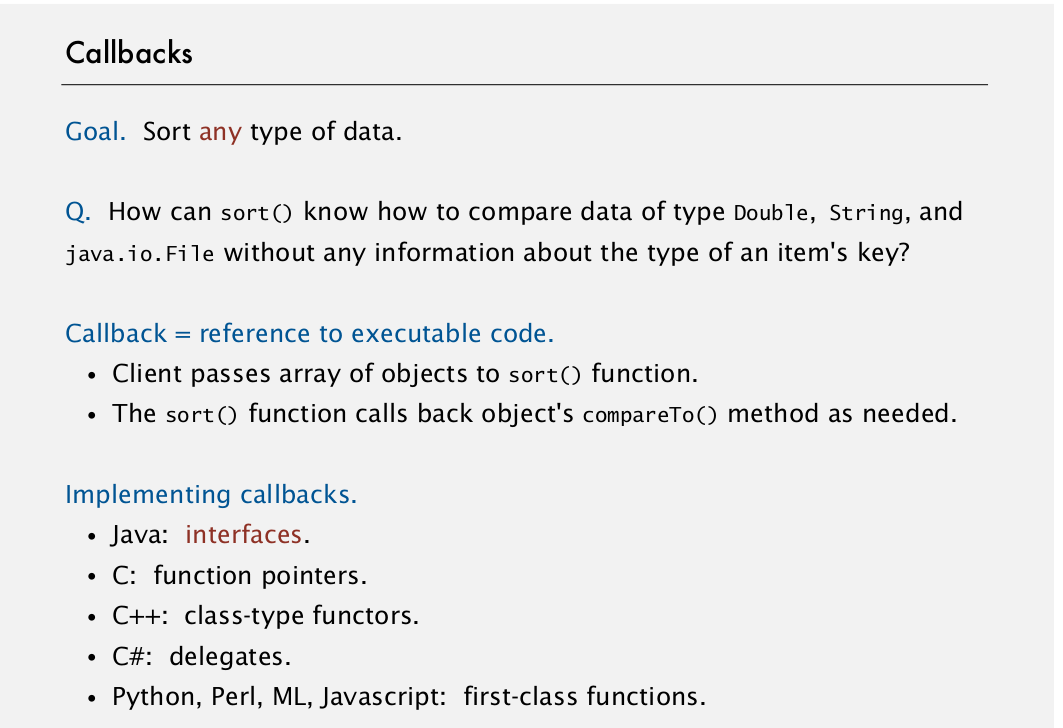 Callbacks
Goal. Sort any type of data.
Q. How can sort() know how to compare data of type Double, String, and
java.io.File without any information about the type of an item's key?
Callback = reference to executable code.
• Client passes array of objects to sort() function.
• The sort() function calls back object's compareTo() method as needed.
Implementing callbacks.
• Java: interfaces.
• C: function pointers.
• C++: class-type functors.
• C#: delegates.
• Python, Perl, ML, Javascript: first-class functions.